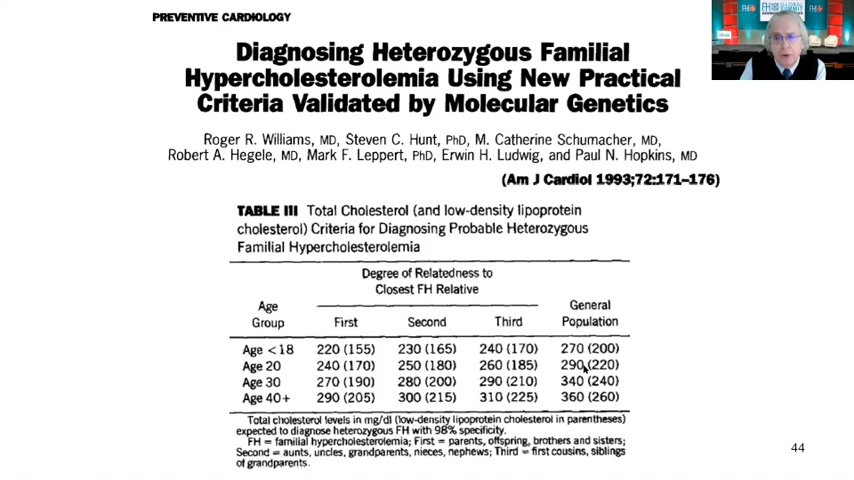 PREVENTIVE CARDIOLOGY
Diagnosing Heterozygous Familial
Hypercholesterolemia Using New Practical
Criteria Validated by Molecular Genetics
Roger R. Williams, MD, Steven C. Hunt, PhD, M. Catherine Schumacher, MD,
Robert A. Hegele, MD, Mark F. Leppert, PhD, Erwin H. Ludwig, and Paul N. Hopkins, MD
(Am J Cardiol 1993;72:171–176)
TABLE III Total Cholesterol (and low-density lipoprotein
cholesterol) Criteria for Diagnosing Probable Heterozygous
Familial Hypercholesterolemia
Degree of Relatedness to
Closest FH Relative
Age Group First Second Third General Population
Age <18 220 (155) 230 (165) 240 (170) 270 (200)
Age 20 240 (170) 250 (180) 260 (185) 290 (220)
Age 30 270 (190) 280 (200) 290 (210) 340 (240)
Age 40+ 290 (205) 300 (215) 310 (225) 360 (260)
Total cholesterol levels in mg/dl (low-density lipoprotein cholesterol in parentheses)
expected to diagnose heterozygous FH with 98% specificity.
FH = familial hypercholesterolemia; First = parents, offspring, brothers and sisters;
Second = aunts, uncles, grandparents, nieces, nephews; Third = first cousins, siblings
of grandparents.
44